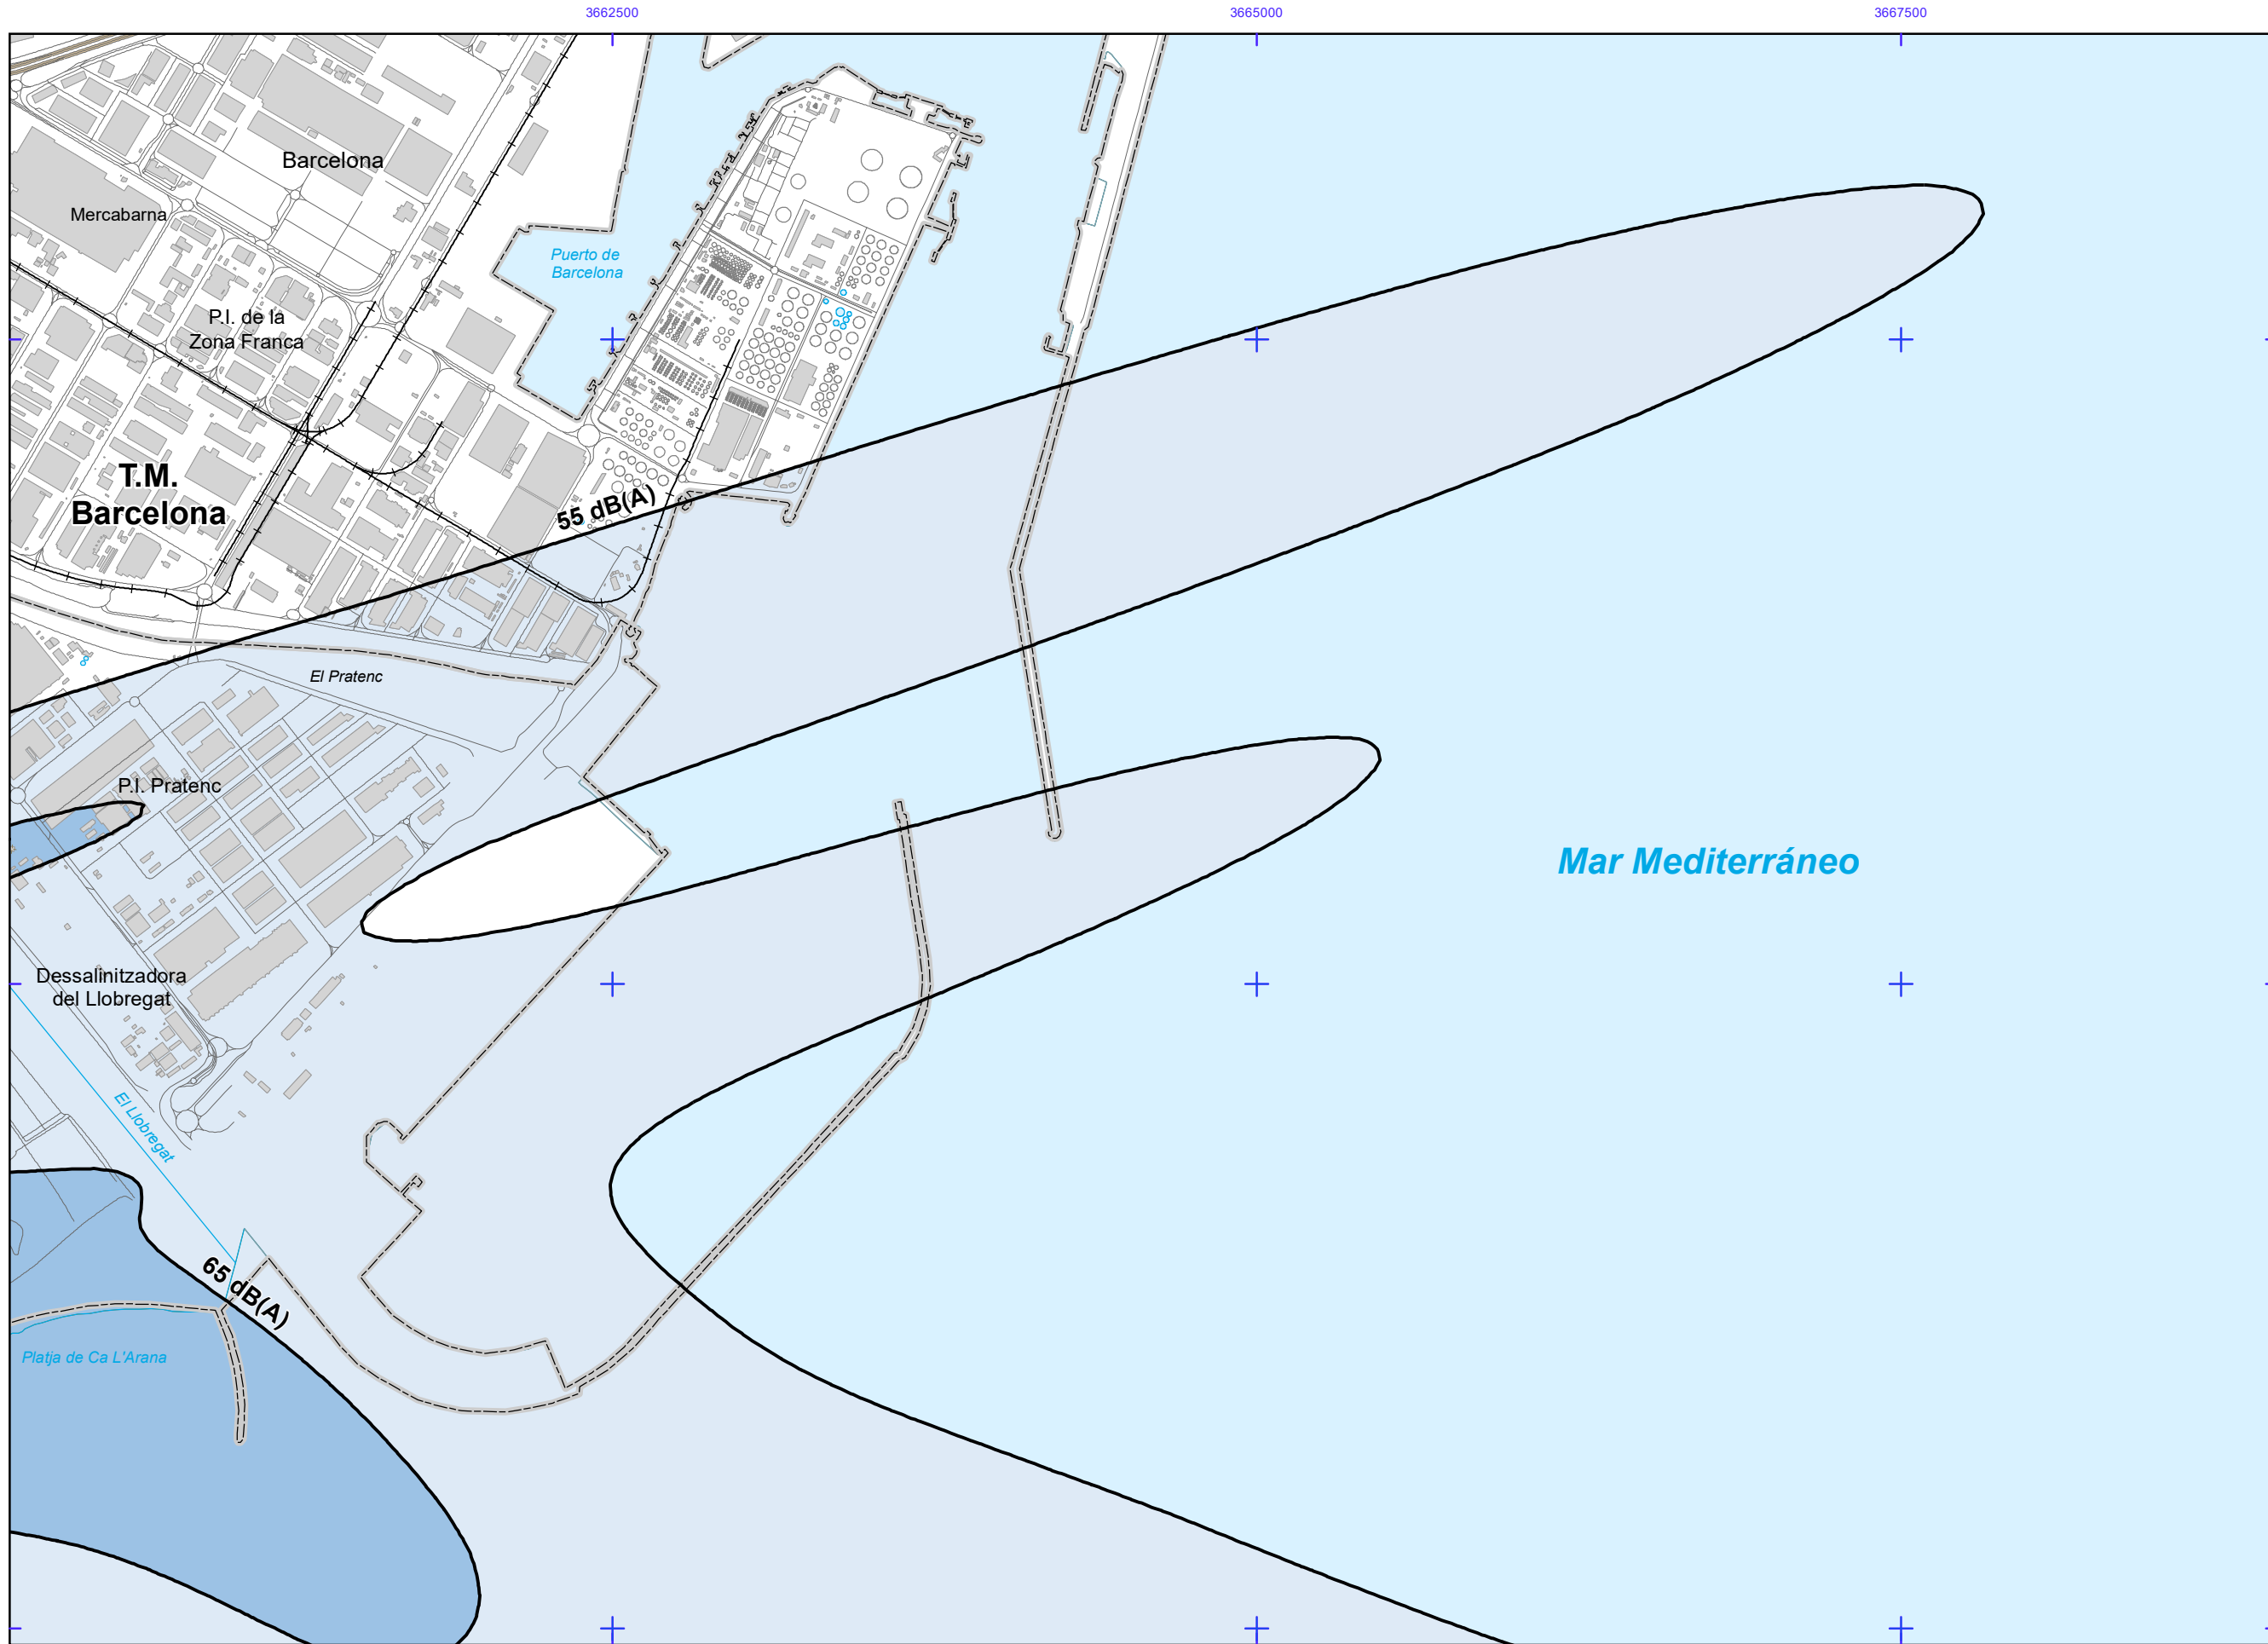 3662500
3665000
3667500
Barcelona
Mercabarna
Puerto de
Barcelona
P.I. de la
Zona Franca
T.M.
Barcelona
55 dB(A)
El Pratenc
P.I. Pratenc
Mar Mediterráneo
Dessalinitzadora
del Llobregat
El Llobregat
65 dB(A)
Platja de Ca L'Arana